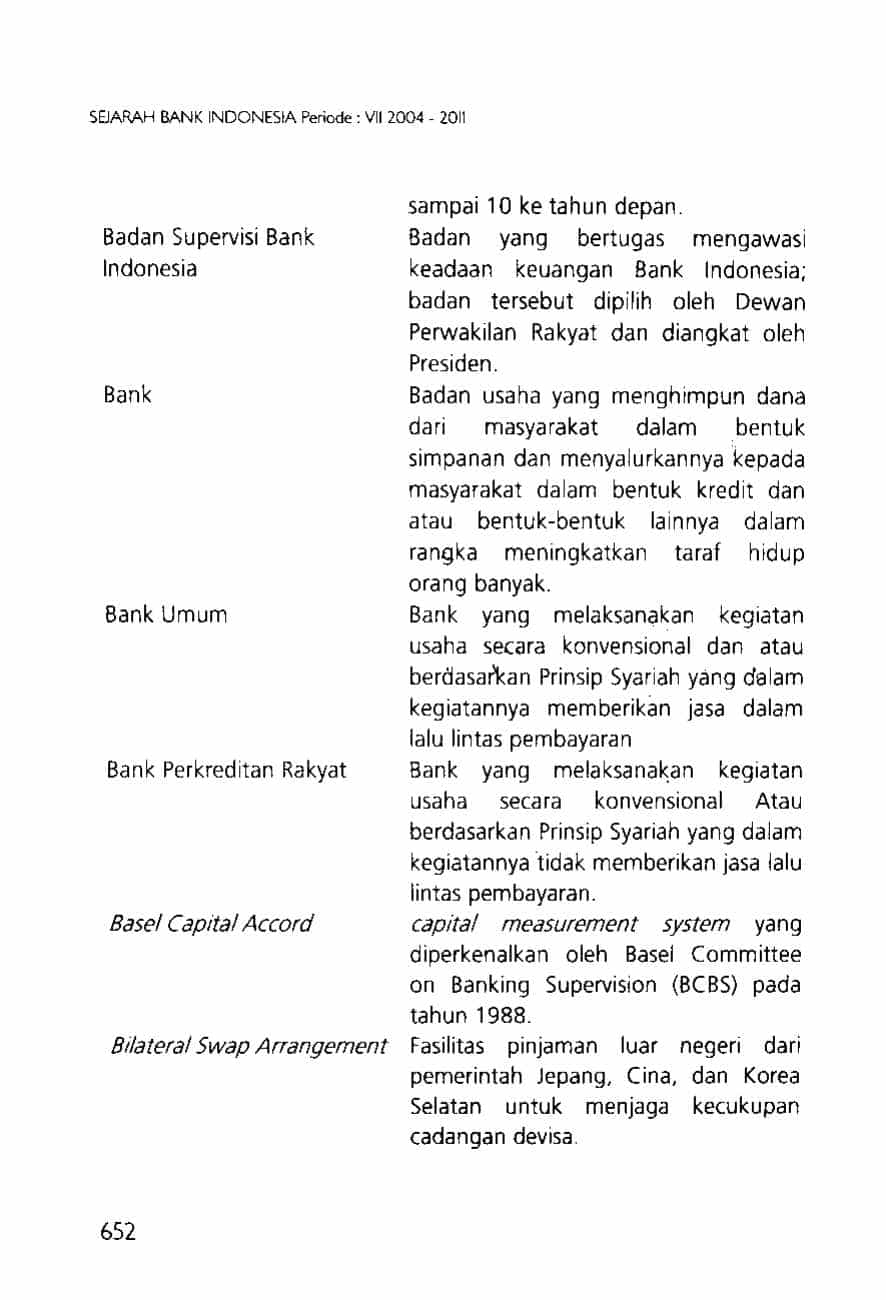 SEJARAH BANK INDONESIA Periode : VII 2004 - 2011
sampai 10 ke tahun depan.
Badan Supervisi Bank Badan yang bertugas mengawasi
Indonesia keadaan keuangan Bank Indonesia;
badan tersebut dipilih oleh Dewan
Perwakilan Rakyat dan diangkat oleh
Presiden.
Bank Badan usaha yang menghimpun dana
dari masyarakat dalam bentuk
simpanan dan menyalurkannya kepada
masyarakat dalam bentuk kredit dan
atau bentuk-bentuk lainnya dalam
rangka meningkatkan taraf hidup
orang banyak.
Bank Umum Bank yang melaksanakan kegiatan
usaha secara konvensional dan atau
berdasarkan Prinsip Syariah yang dalam
kegiatannya memberikan jasa dalam
lalu lintas pembayaran
Bank Perkreditan Rakyat Bank yang melaksanakan kegiatan
usaha secara konvensional Atau
berdasarkan Prinsip Syariah yang dalam
kegiatannya tidak memberikan jasa lalu
lintas pembayaran.
Basel Capital Accord capital measurement system yang
diperkenalkan oleh Basel Committee
on Banking Supervision (BCBS) pada
tahun 1988.
Bilateral Swap Arrangement Fasilitas pinjaman luar negeri dari
pemerintah Jepang, Cina, dan Korea
Selatan untuk menjaga kecukupan
cadangan devisa.
652